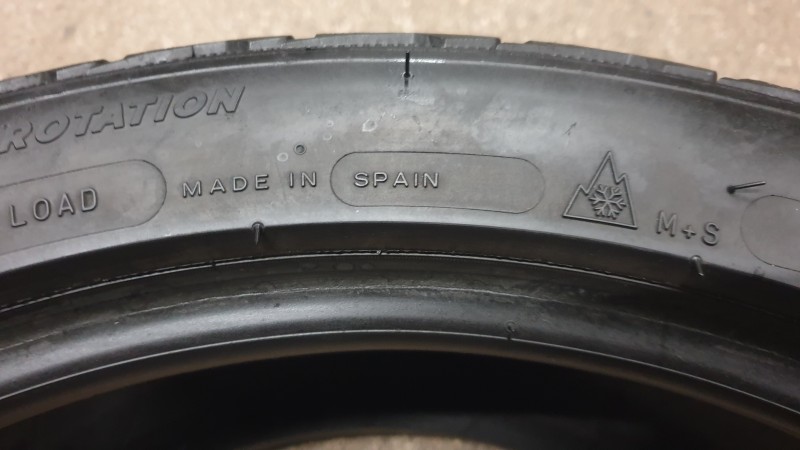 ROTATION
LOAD
MADE IN SPAIN
M+S